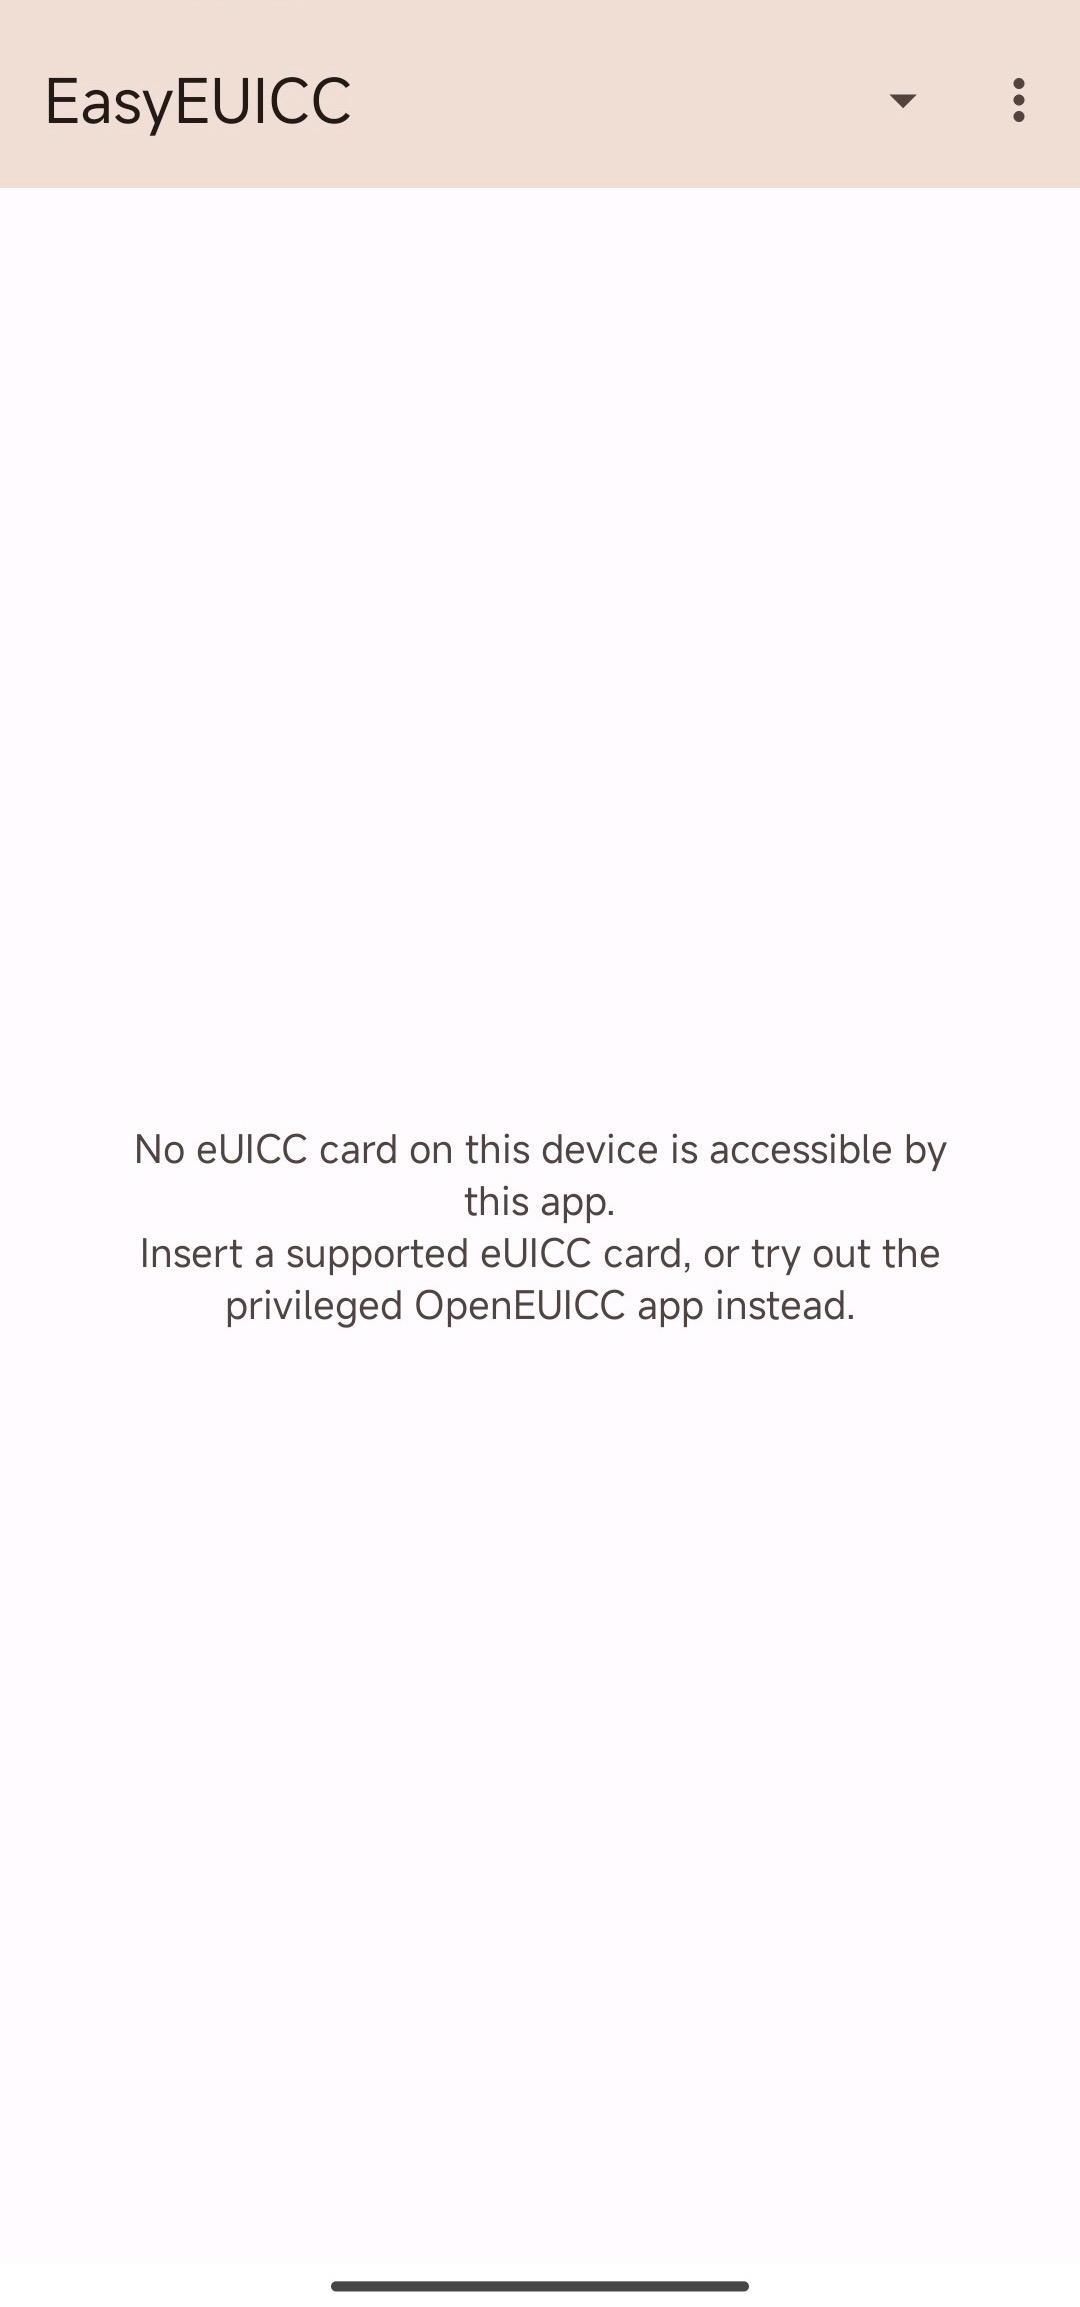 EasyEUICC
No eUICC card on this device is accessible by
this app.
Insert a supported eUICC card, or try out the
privileged OpenEUICC app instead.